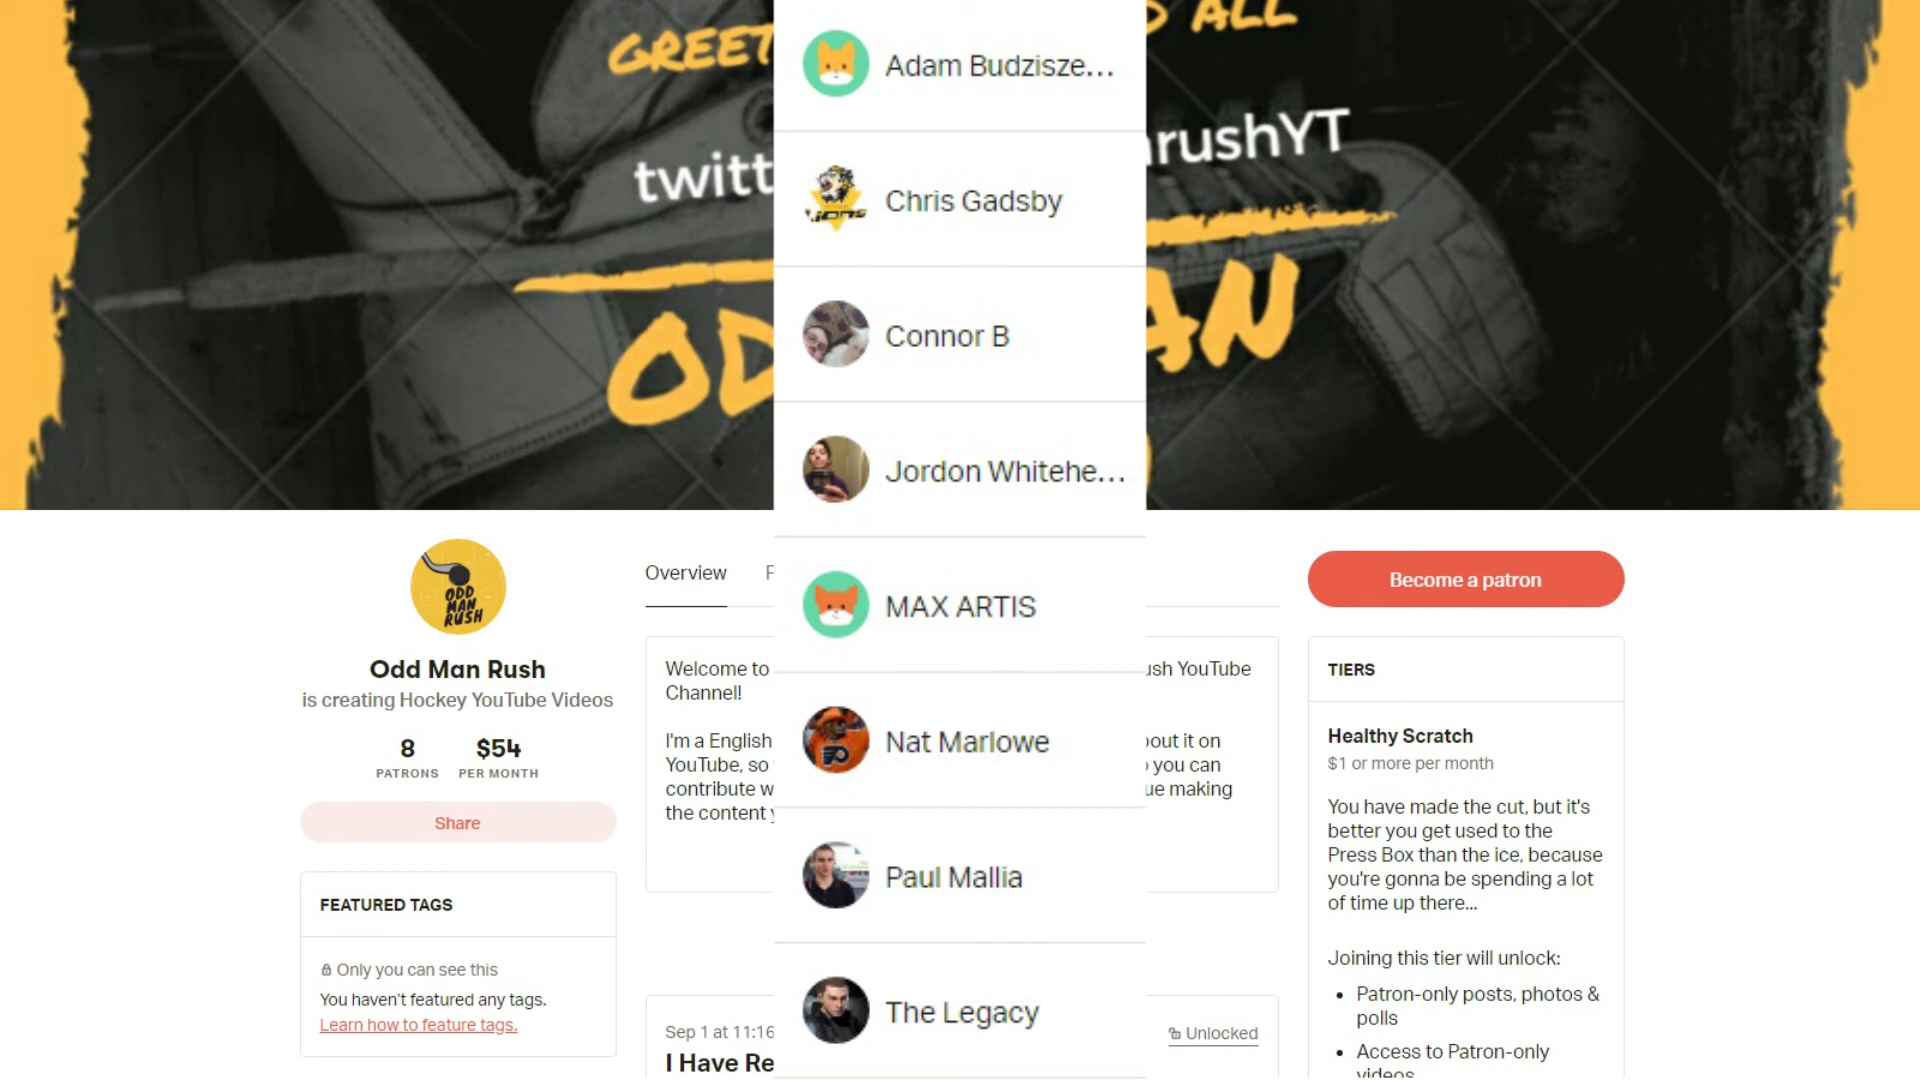 GREET
D ALL
twitt
nrushYT
OD
AN
Adam Budzisze...
Chris Gadsby
LIONS
Connor B
Jordon Whitehe...
MAX ARTIS
Nat Marlowe
Paul Mallia
The Legacy
ODD
MAN
RUSH
Odd Man Rush
is creating Hockey YouTube Videos
8
PATRONS
$54
PER MONTH
Share
FEATURED TAGS
Only you can see this
You haven't featured any tags.
Learn how to feature tags.
Overview
P
Welcome to
ush YouTube
Channel!
I'm a English
out it on
YouTube, so
you can
contribute w
ue making
the content y
Sep 1 at 11:16
Unlocked
I Have Re
Become a patron
TIERS
Healthy Scratch
$1 or more per month
You have made the cut, but it's
better you get used to the
Press Box than the ice, because
you're gonna be spending a lot
of time up there...
Joining this tier will unlock:
• Patron-only posts, photos &
polls
• Access to Patron-only
videos